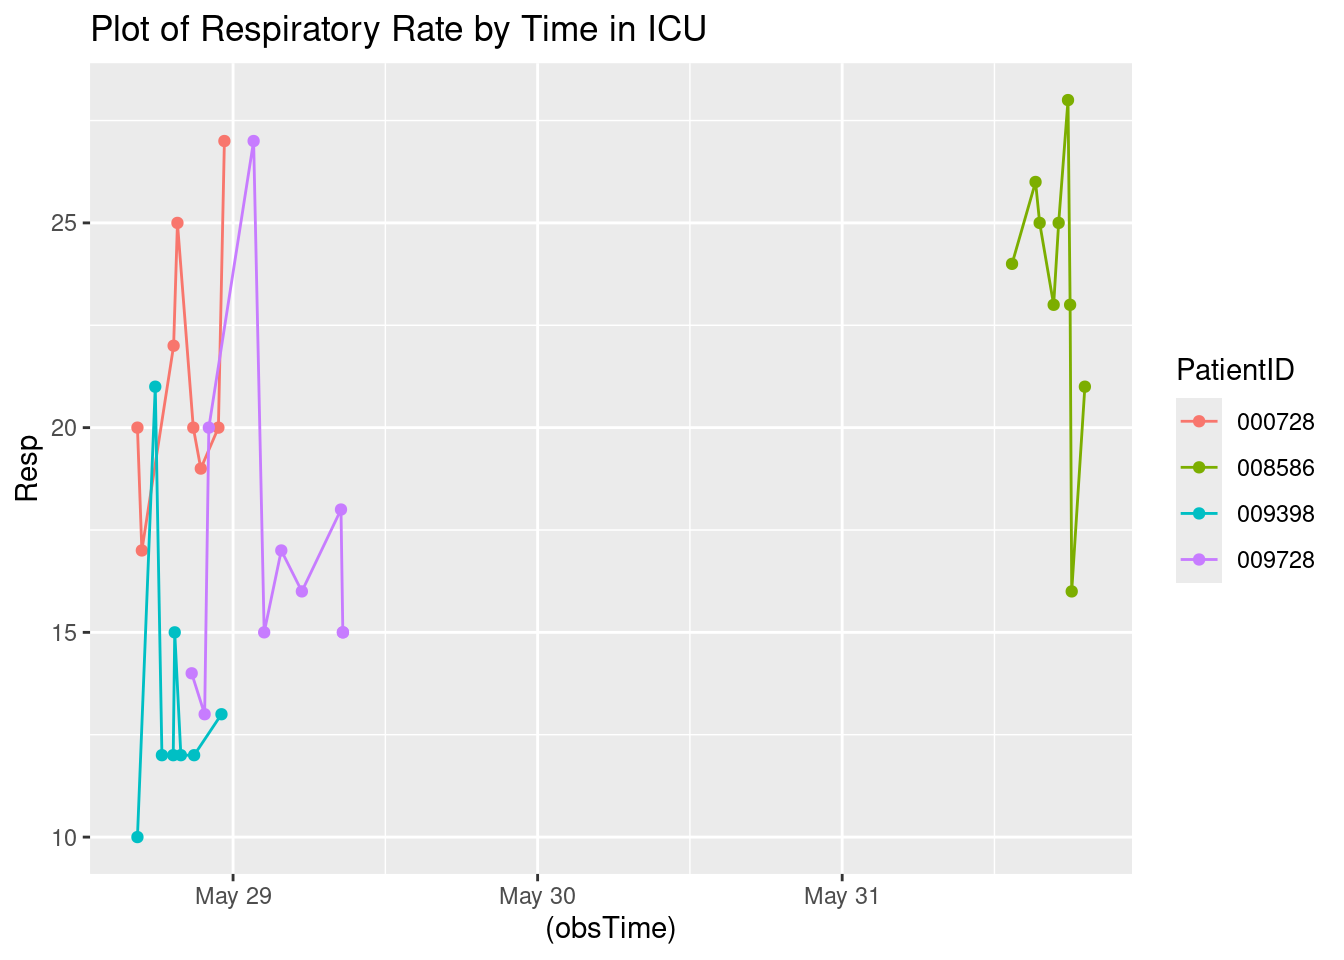 Plot of Respiratory Rate by Time in ICU
Resp
25
20
15
10
May 29
May 30
May 31
(obsTime)
PatientID
000728
008586
009398
009728